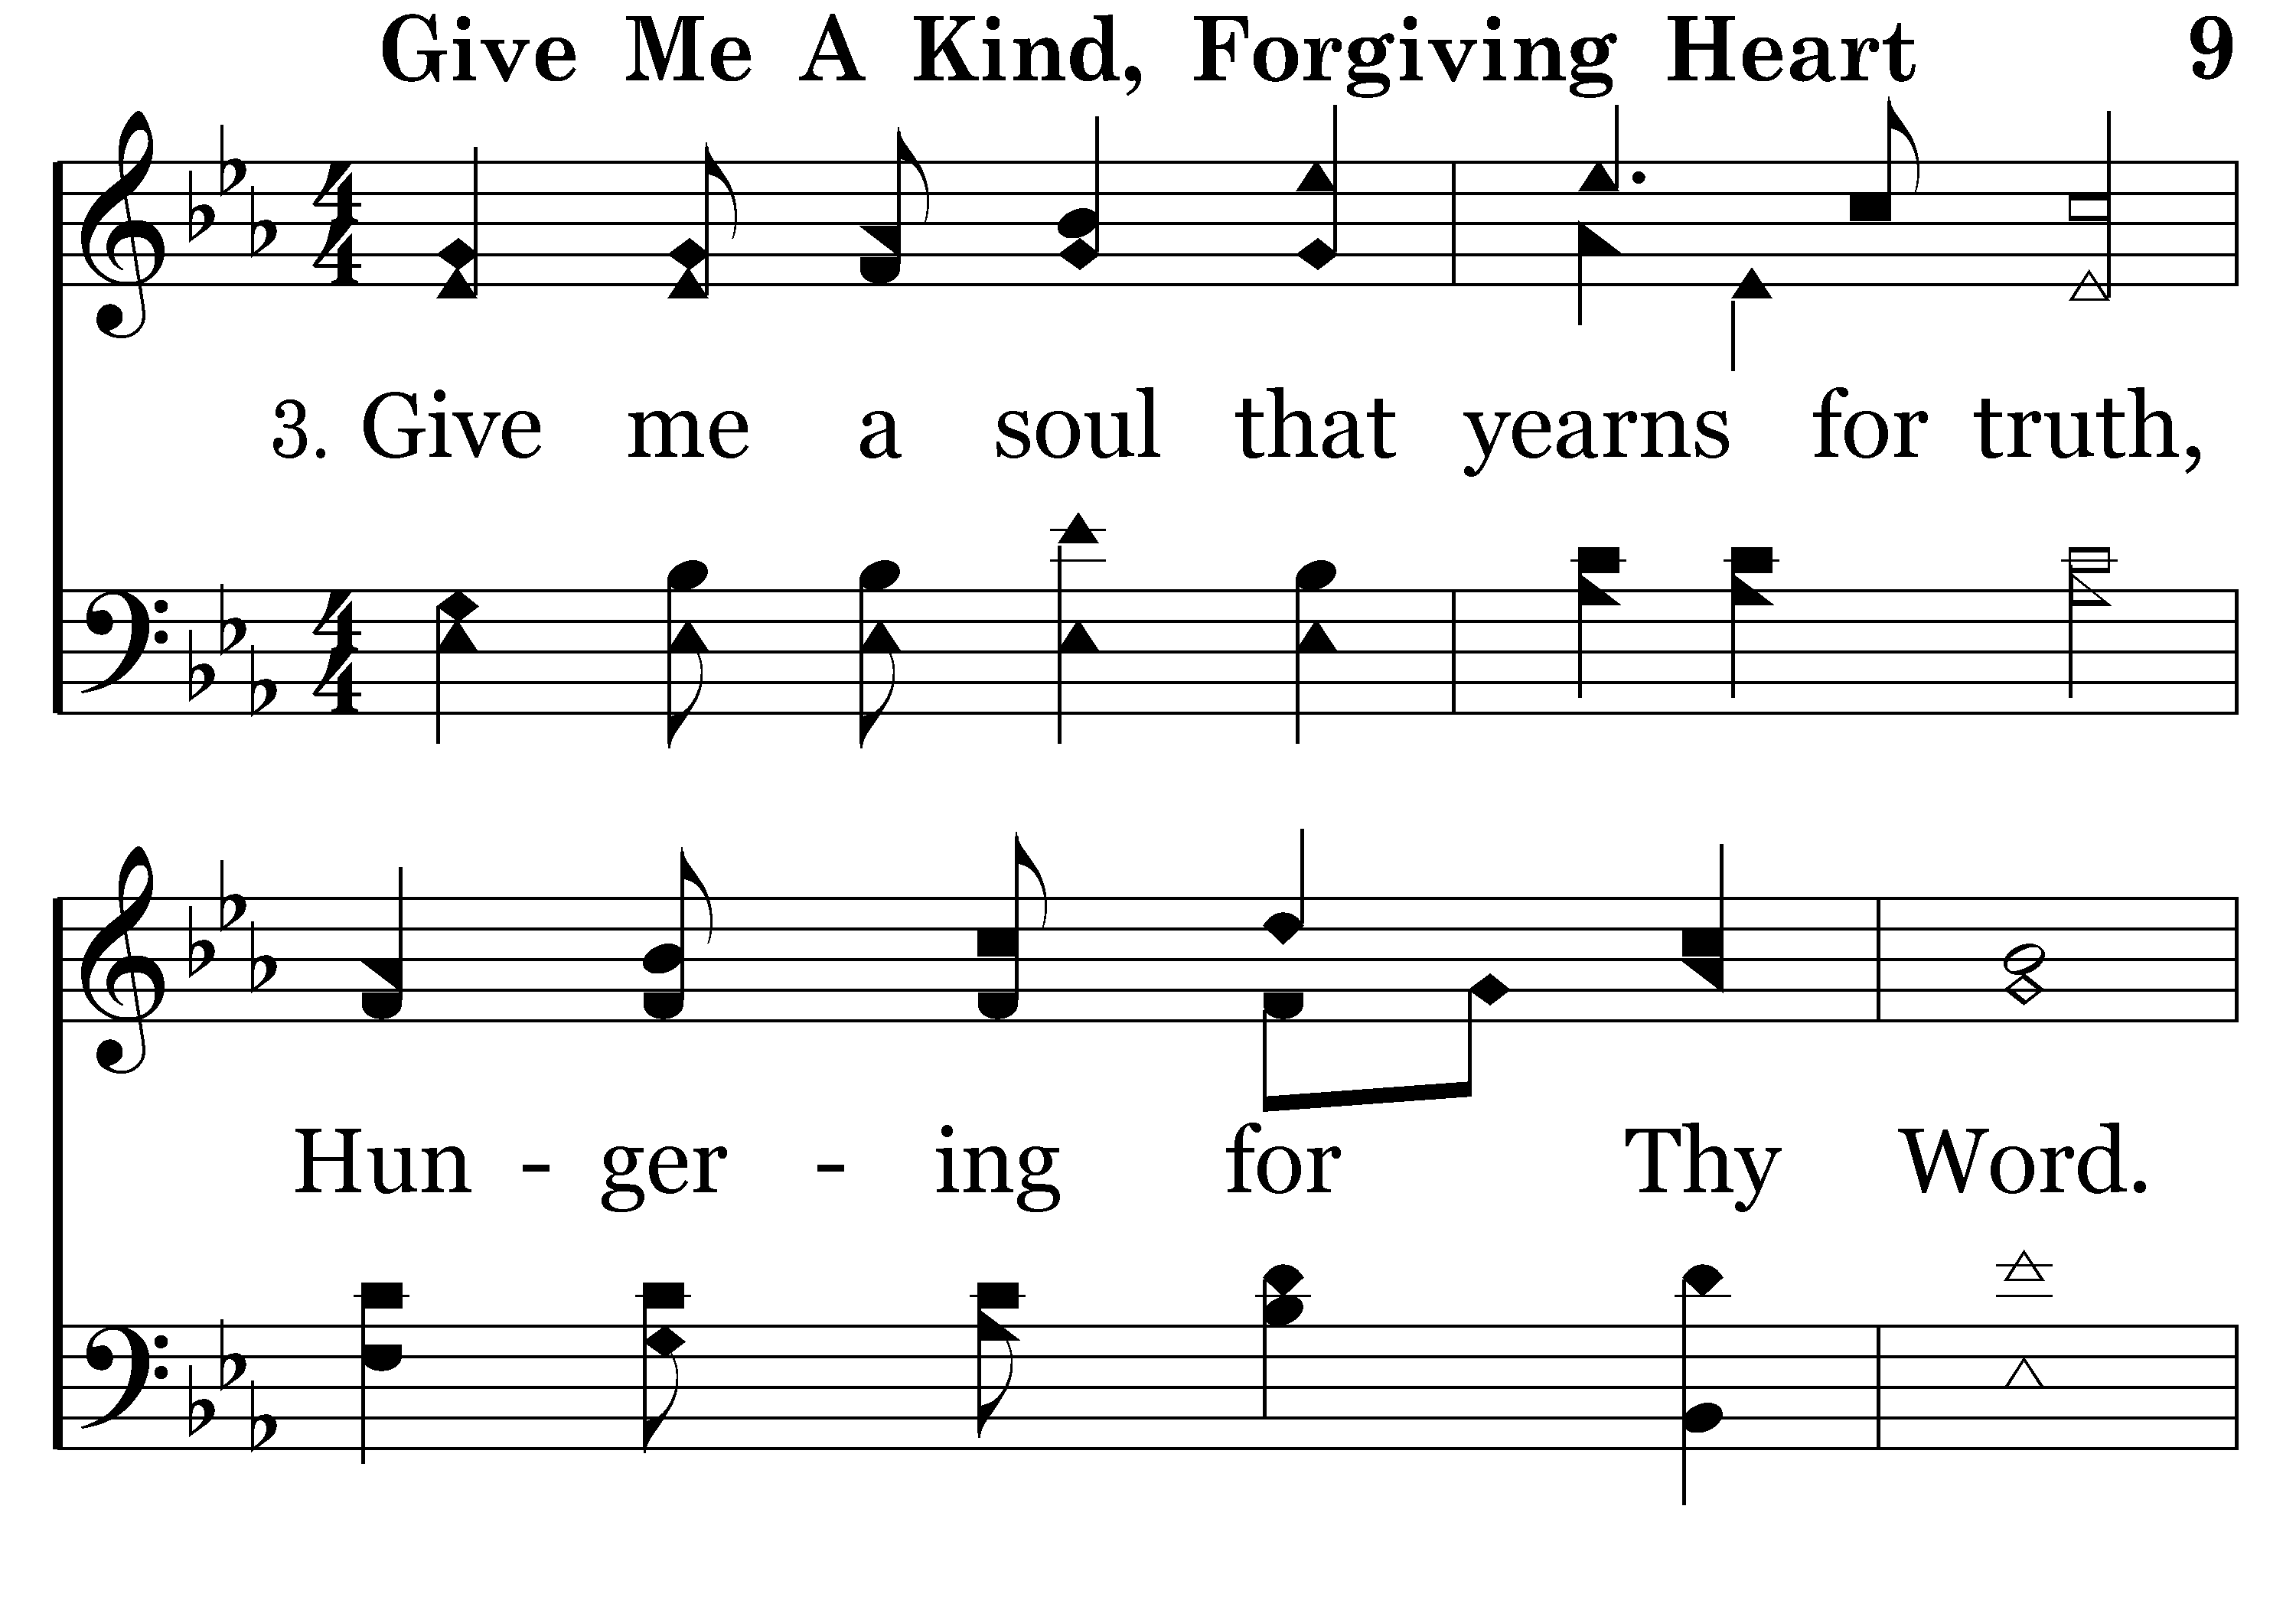 Give Me A Kind, Forgiving Heart 9
3. Give me a soul that yearns for truth,
Hun - ger - ing for Thy Word.